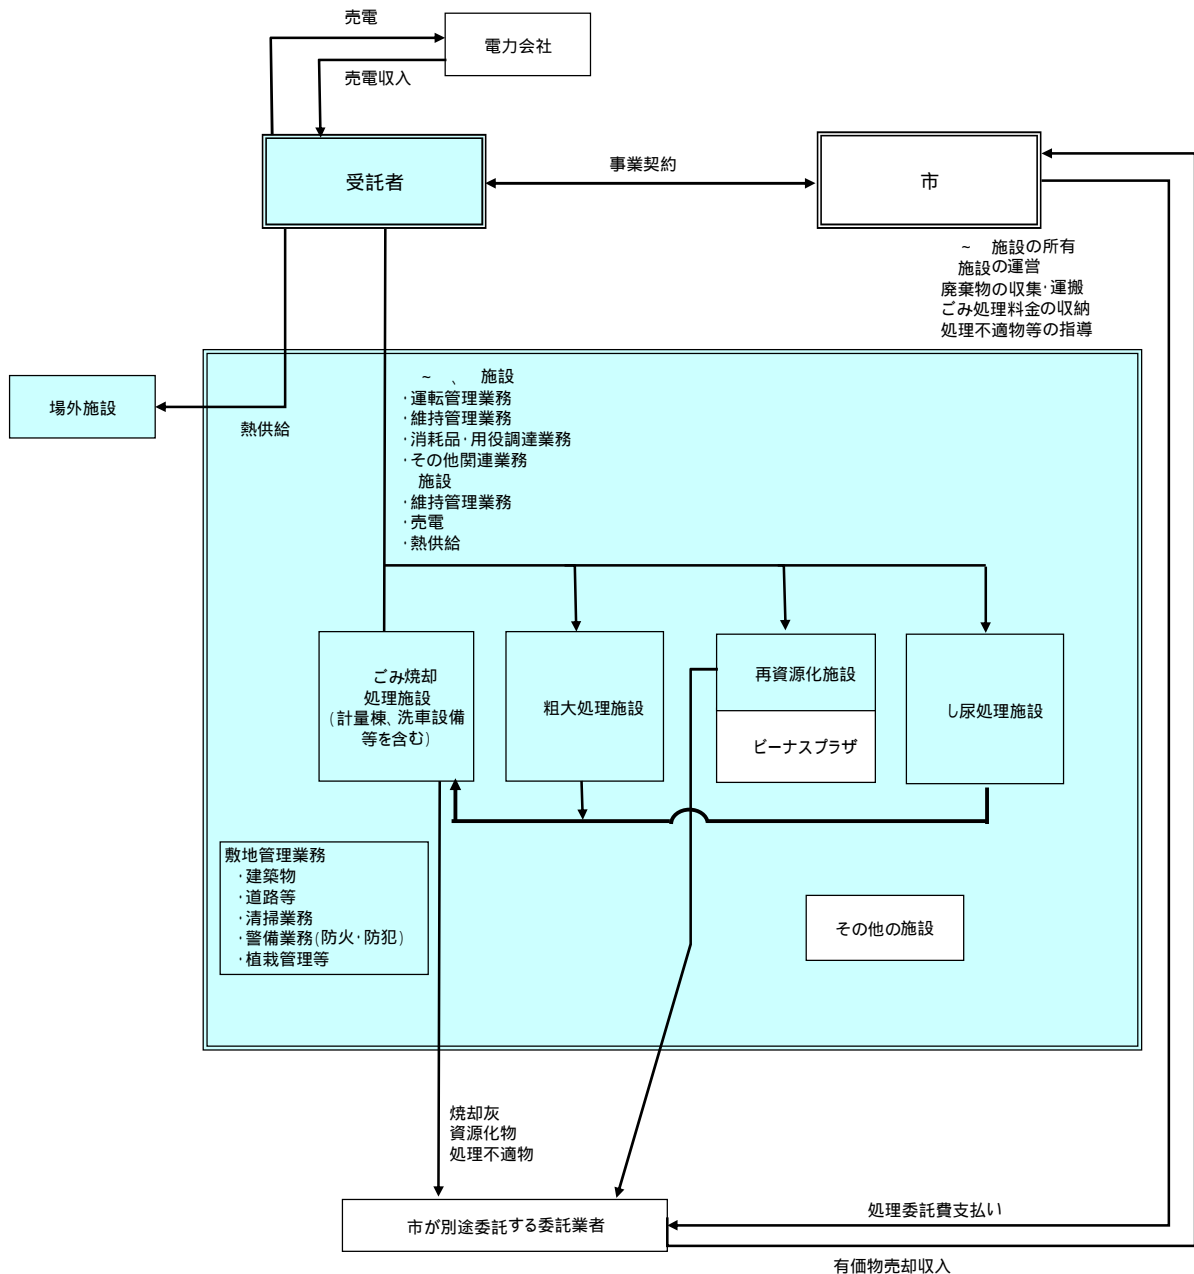 売電
電力会社
売電収入
受託者
事業契約
市
~ 施設の所有
施設の運営
廃棄物の収集・運搬
ごみ処理料金の収納
処理不適物等の指導
場外施設
熱供給
~ 、 施設
・運転管理業務
・維持管理業務
・消耗品・用役調達業務
・その他関連業務
施設
・維持管理業務
・売電
・熱供給
ごみ焼却
処理施設
(計量棟、洗車設備
等を含む)
粗大処理施設
再資源化施設
ビーナスプラザ
し尿処理施設
敷地管理業務
・建築物
・道路等
・清掃業務
・警備業務(防火・防犯)
・植栽管理等
その他の施設
焼却灰
資源化物
処理不適物
市が別途委託する委託業者
処理委託費支払い
有価物売却収入